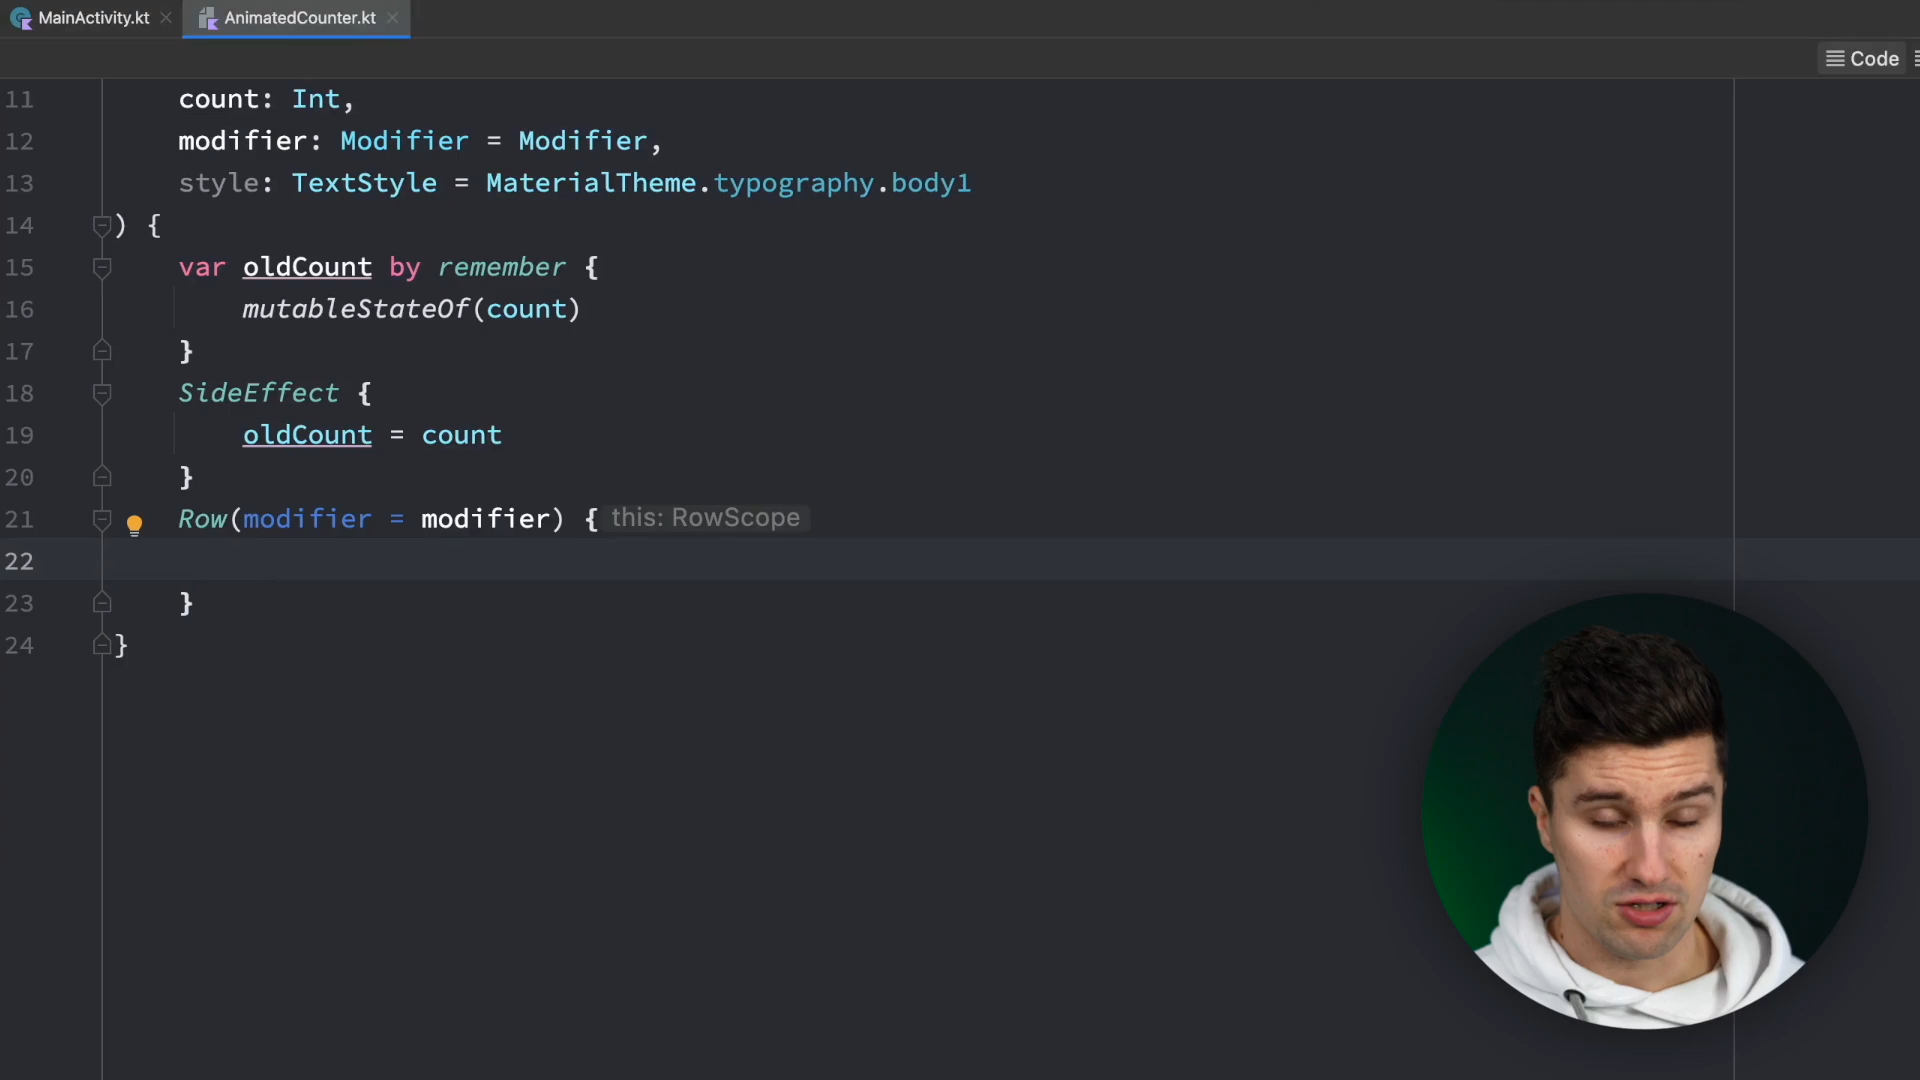 MainActivity.kt
AnimatedCounter.kt
Code
11 count: Int,
12 modifier: Modifier = Modifier,
13 style: TextStyle = MaterialTheme.typography.body1
14 ) {
15 var oldCount by remember {
16 mutableStateOf(count)
17 }
18 SideEffect {
19 oldCount = count
20 }
21 Row(modifier = modifier) { this: RowScope
22
23 }
24 }